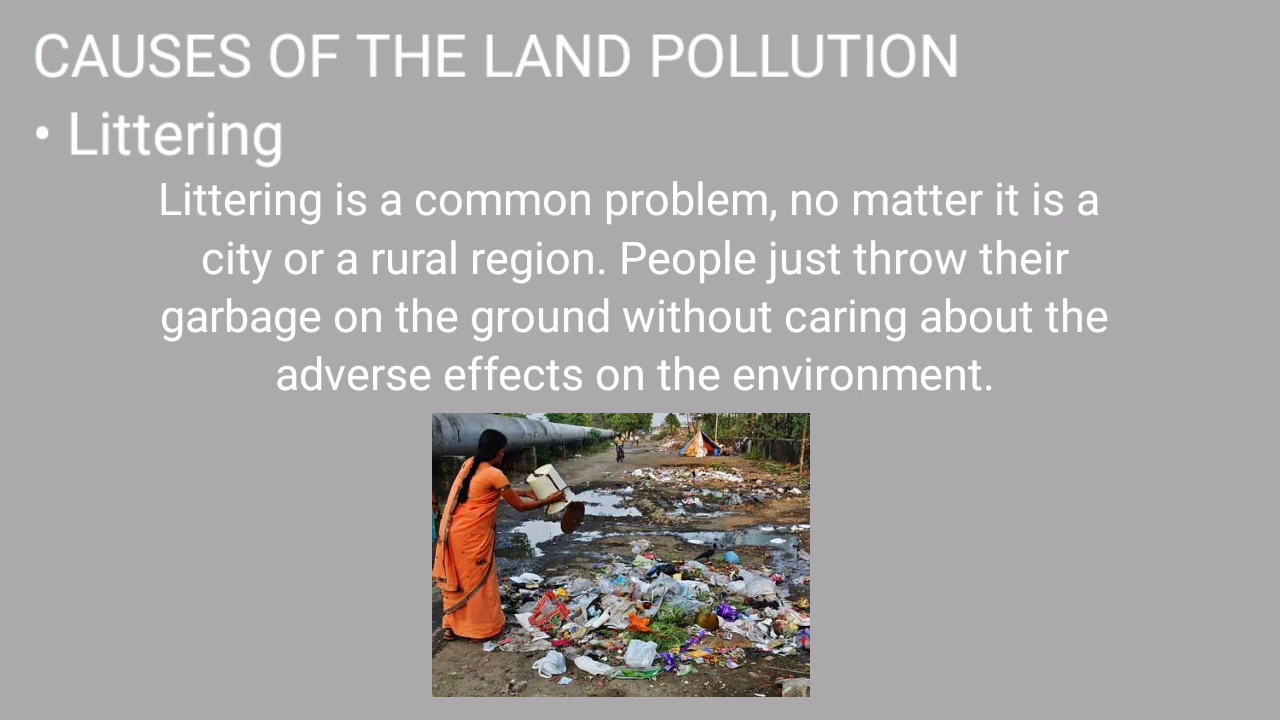 CAUSES OF THE LAND POLLUTION
• Littering
Littering is a common problem, no matter it is a
city or a rural region. People just throw their
garbage on the ground without caring about the
adverse effects on the environment.